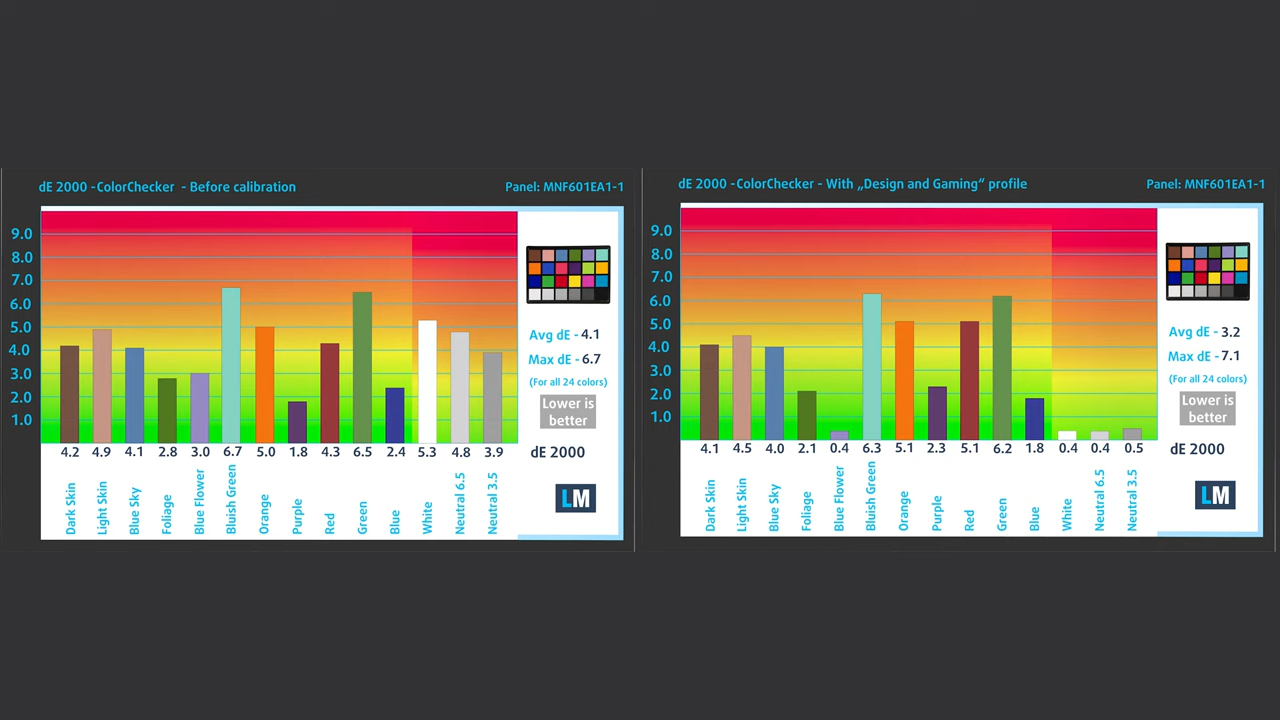 dE 2000 -ColorChecker - Before calibration
Panel: MNF601EA1-1
9.0
8.0
7.0
6.0
5.0
4.0
3.0
2.0
1.0
Avg dE - 4.1
Max dE - 6.7
(For all 24 colors)
Lower is
better
4.2 4.9 4.1 2.8 3.0 6.7 5.0 1.8 4.3 6.5 2.4 5.3 4.8 3.9 dE 2000
Dark Skin
Light Skin
Blue Sky
Foliage
Blue Flower
Bluish Green
Orange
Purple
Red
Green
Blue
White
Neutral 6.5
Neutral 3.5
LM
dE 2000 -ColorChecker - With „Design and Gaming“ profile
Panel: MNF601EA1-1
9.0
8.0
7.0
6.0
5.0
4.0
3.0
2.0
1.0
Avg dE - 3.2
Max dE - 7.1
(For all 24 colors)
Lower is
better
4.1 4.5 4.0 2.1 0.4 6.3 5.1 2.3 5.1 6.2 1.8 0.4 0.4 0.5 dE 2000
Dark Skin
Light Skin
Blue Sky
Foliage
Blue Flower
Bluish Green
Orange
Purple
Red
Green
Blue
White
Neutral 6.5
Neutral 3.5
LM